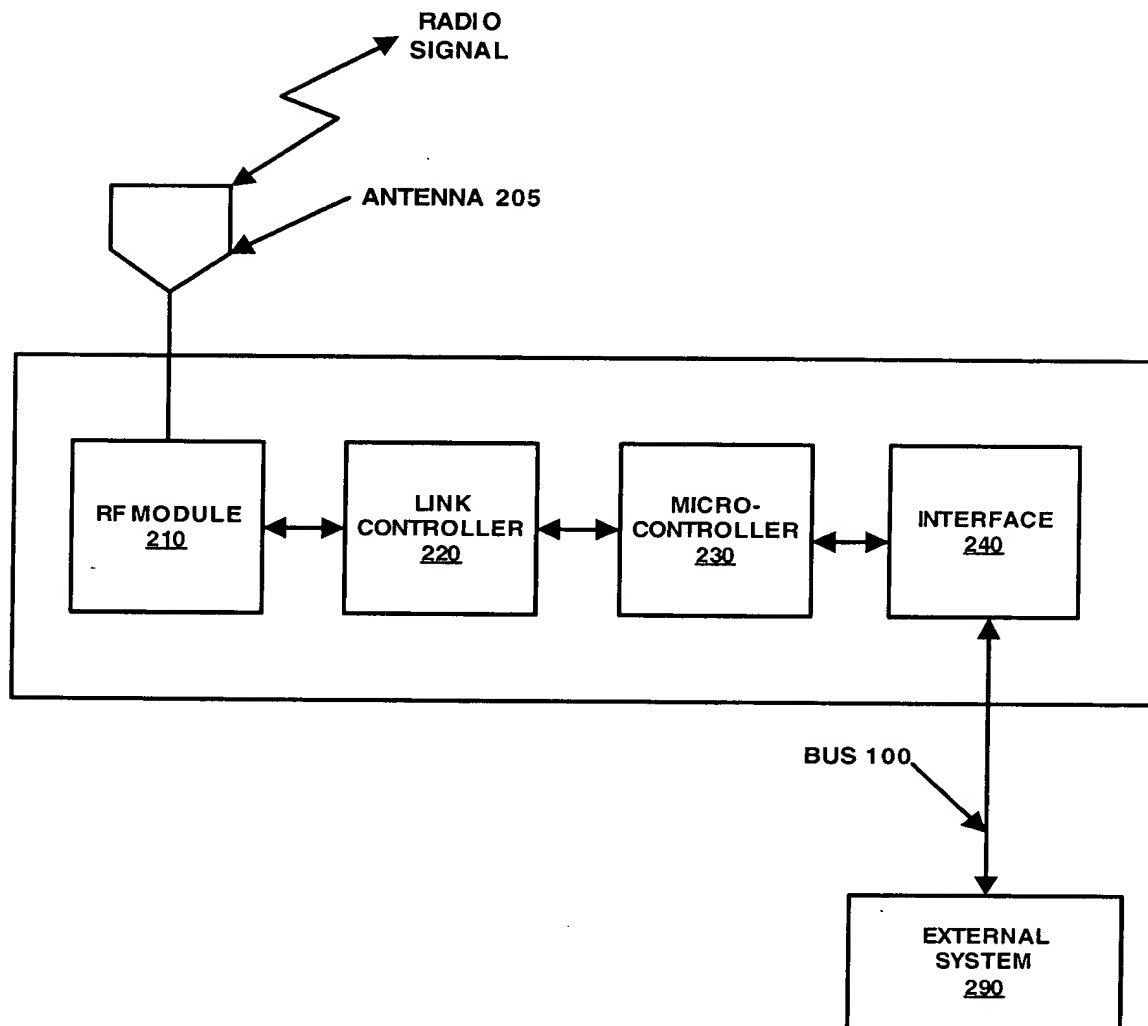 RADIO
SIGNAL
ANTENNA 205
RF MODULE
210
LINK
CONTROLLER
220
MICRO-
CONTROLLER
230
INTERFACE
240
BUS 100
EXTERNAL
SYSTEM
290